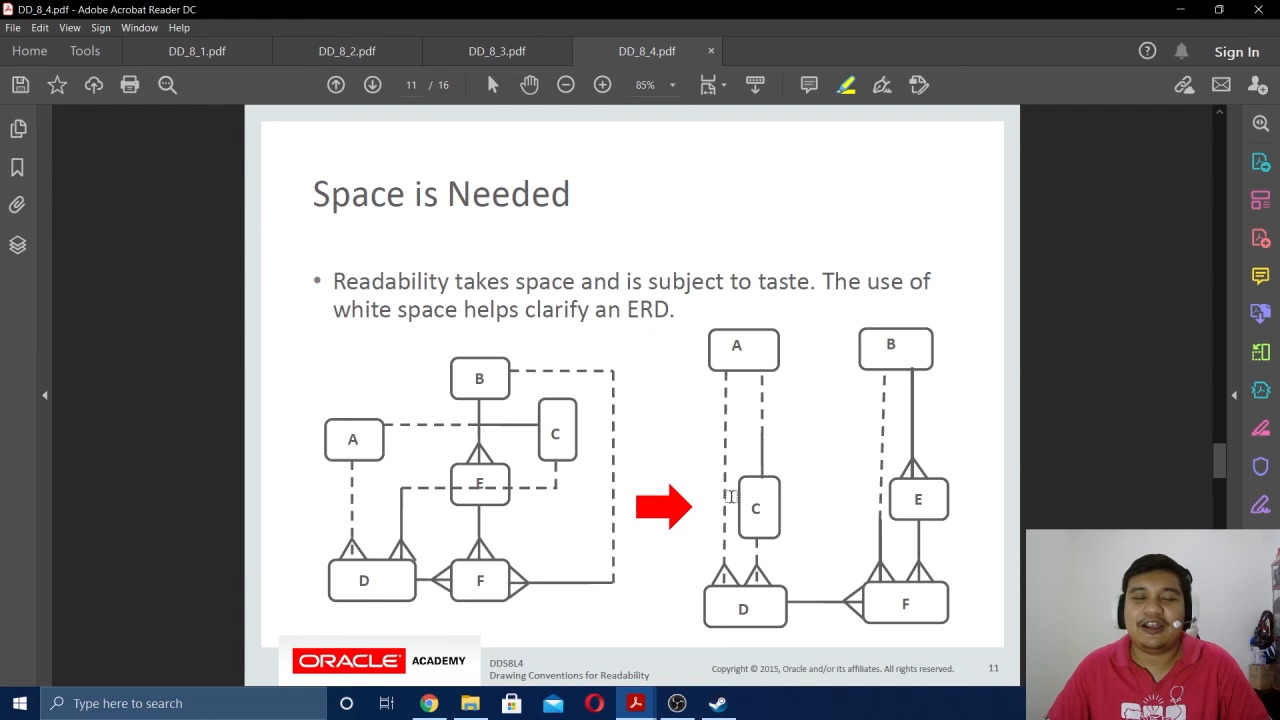 DD_8_4.pdf - Adobe Acrobat Reader DC
File Edit View Sign Window Help
Home Tools DD_8_1.pdf DD_8_2.pdf DD_8_3.pdf DD_8_4.pdf × Sign In
11 / 16 85%
Space is Needed
• Readability takes space and is subject to taste. The use of
white space helps clarify an ERD.
B
A
C
E
D
F
A
B
C
E
D
F
ORACLE ACADEMY
DDS8L4
Drawing Conventions for Readability
Copyright © 2015, Oracle and/or its affiliates. All rights reserved.
11
Type here to search